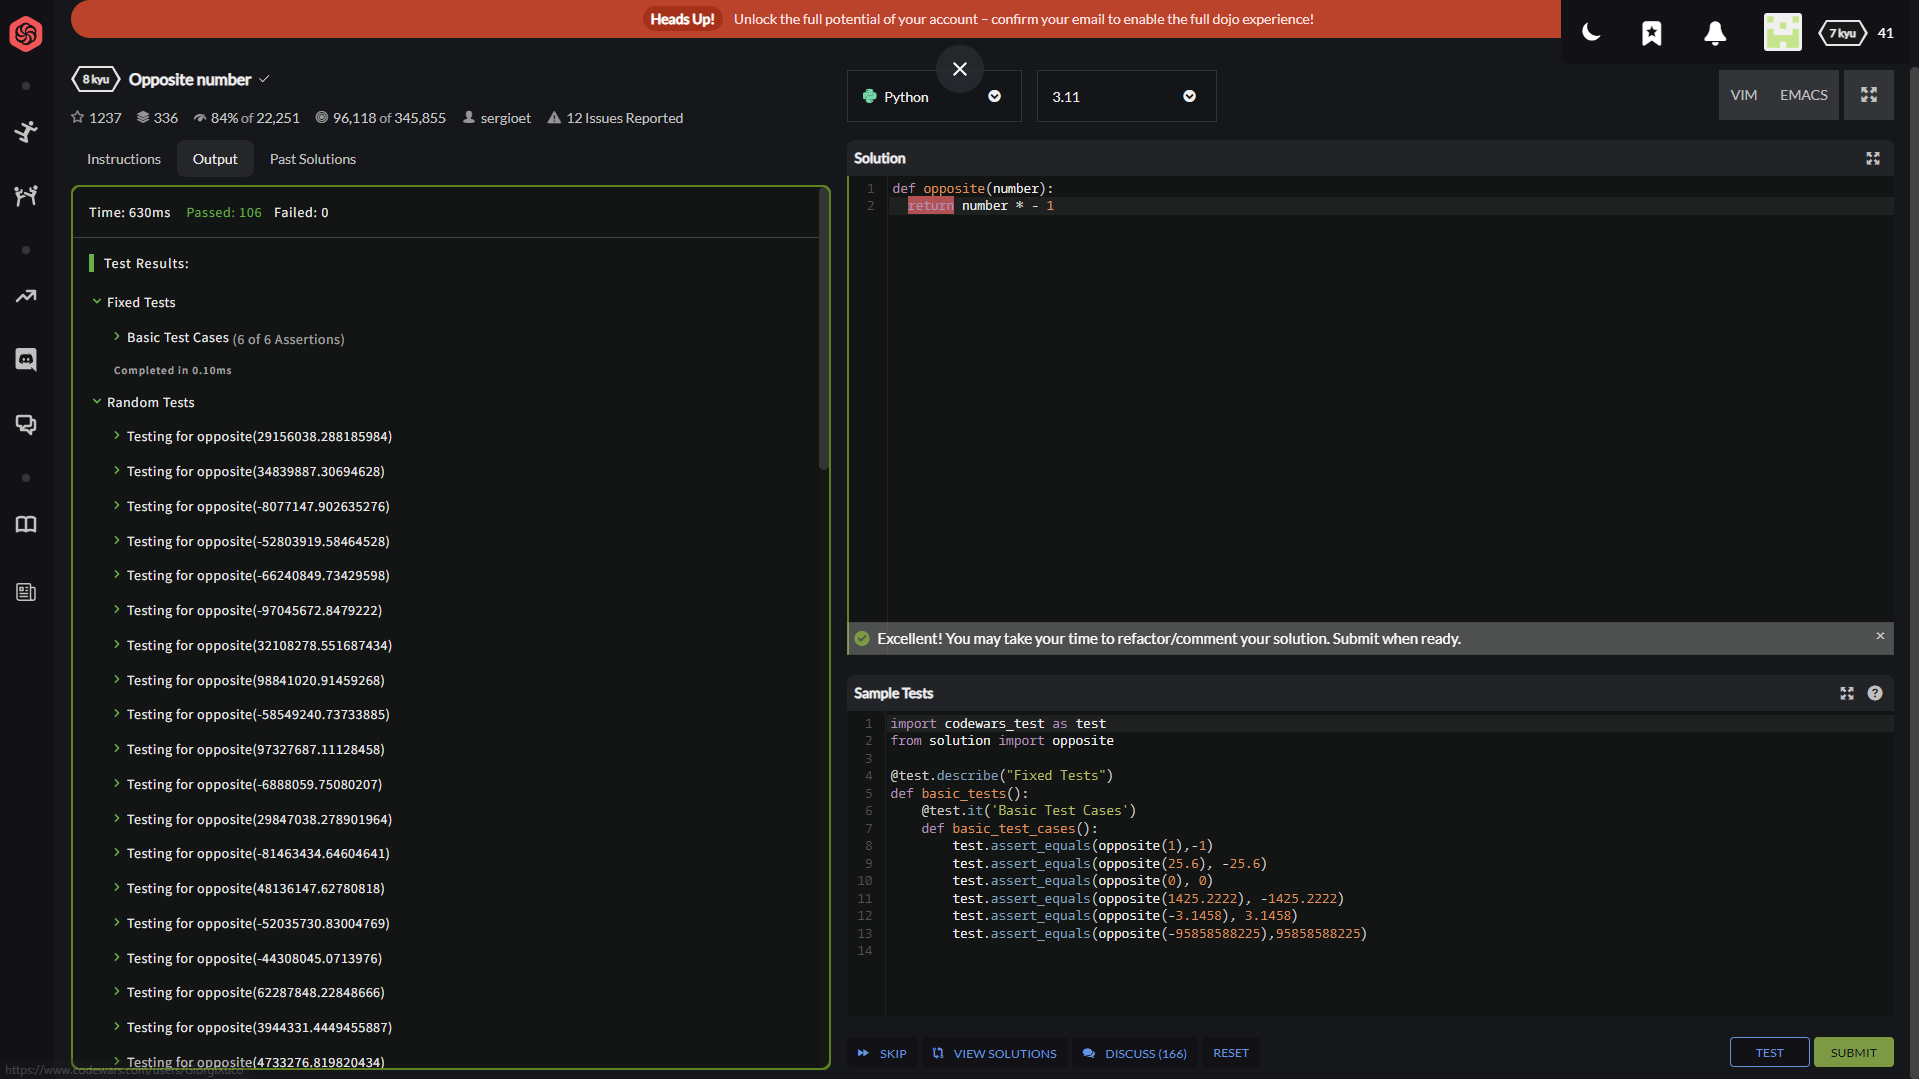 Heads Up! Unlock the full potential of your account – confirm your email to enable the full dojo experience!
7 kyu 41
8 kyu Opposite number
1237 336 84% of 22,251 96,118 of 345,855 sergioet 12 Issues Reported
Python 3.11 VIM EMACS
Instructions Output Past Solutions
Time: 630ms Passed: 106 Failed: 0
Test Results:
Fixed Tests
Basic Test Cases (6 of 6 Assertions)
Completed in 0.10ms
Random Tests
Testing for opposite(29156038.288185984)
Testing for opposite(34839887.30694628)
Testing for opposite(-8077147.902635276)
Testing for opposite(-52803919.58464528)
Testing for opposite(-66240849.73429598)
Testing for opposite(-97045672.8479222)
Testing for opposite(32108278.551687434)
Testing for opposite(98841020.91459268)
Testing for opposite(-58549240.73733885)
Testing for opposite(97327687.11128458)
Testing for opposite(-6888059.75080207)
Testing for opposite(29847038.278901964)
Testing for opposite(-81463434.64604641)
Testing for opposite(48136147.62780818)
Testing for opposite(-52035730.83004769)
Testing for opposite(-44308045.0713976)
Testing for opposite(62287848.22848666)
Testing for opposite(3944331.4449455887)
Testing for opposite(4733276.819820434)
Solution
1 def opposite(number):
2 return number * - 1
Excellent! You may take your time to refactor/comment your solution. Submit when ready.
Sample Tests
1 import codewars_test as test
2 from solution import opposite
3
4 @test.describe("Fixed Tests")
5 def basic_tests():
6 @test.it('Basic Test Cases')
7 def basic_test_cases():
8 test.assert_equals(opposite(1),-1)
9 test.assert_equals(opposite(25.6), -25.6)
10 test.assert_equals(opposite(0), 0)
11 test.assert_equals(opposite(1425.2222), -1425.2222)
12 test.assert_equals(opposite(-3.1458), 3.1458)
13 test.assert_equals(opposite(-95858588225),95858588225)
14
SKIP VIEW SOLUTIONS DISCUSS (166) RESET TEST SUBMIT